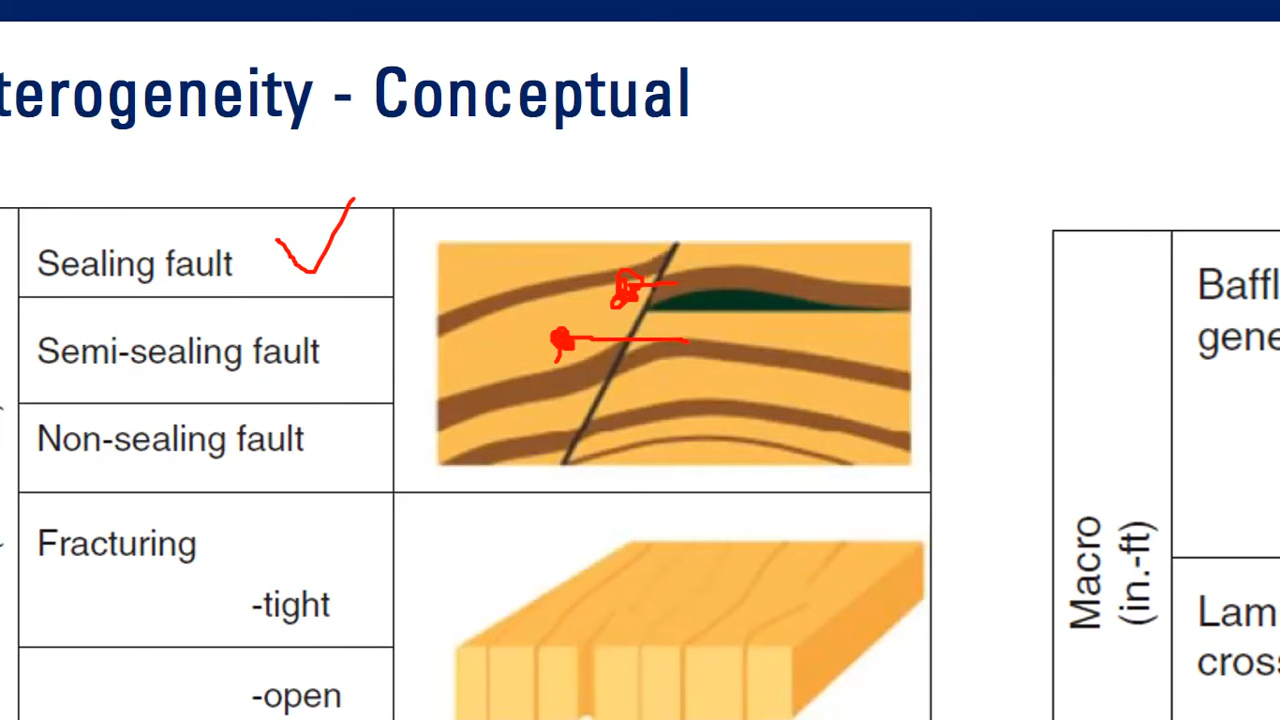 terogeneity - Conceptual
Sealing fault
Semi-sealing fault
Non-sealing fault
Fracturing
-tight
-open
Macro
(in.-ft)
Baffl
gene
Lam
cross